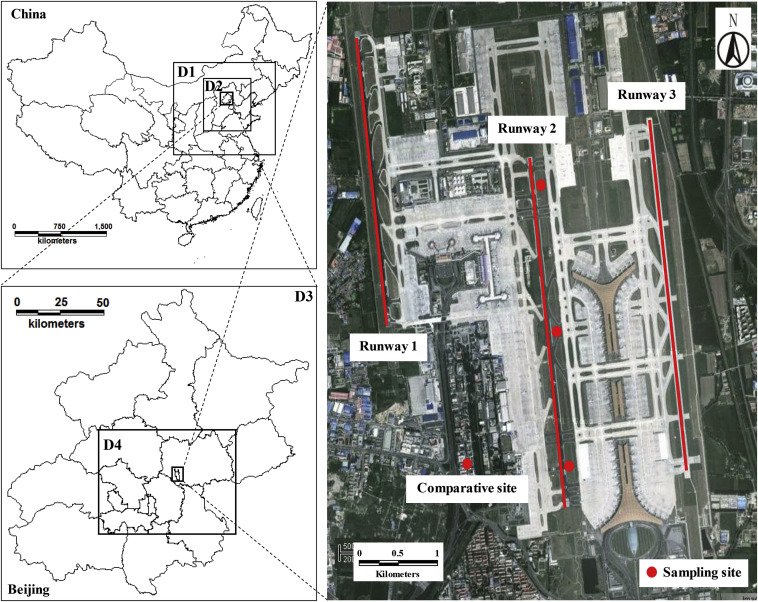 China
D1
D2
0 750 1,500
kilometers
0 25 50
kilometers
D3
D4
Beijing
N
Runway 3
Runway 2
Runway 1
Comparative site
0 0.5 1
Kilometers
Sampling site